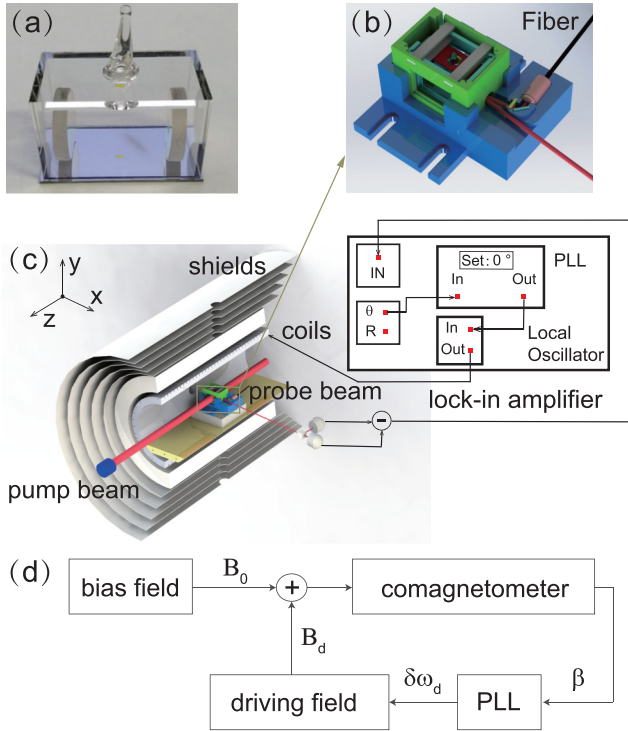 (a)
(b)
Fiber
(c)
y
x
z
shields
coils
probe beam
pump beam
IN
θ
R
Set: 0 °
PLL
In
Out
In
Out
Local
Oscillator
lock-in amplifier
−
(d)
bias field
B0
+
comagnetometer
Bd
driving field
δωd
PLL
β